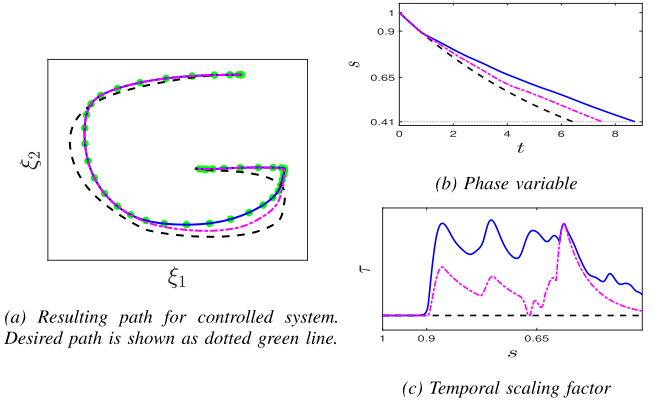 ξ2
ξ1
(a) Resulting path for controlled system.
Desired path is shown as dotted green line.
s
1
0.9
0.65
0.41
0
2
4
6
8
t
(b) Phase variable
τ
1
0.9
0.65
s
(c) Temporal scaling factor